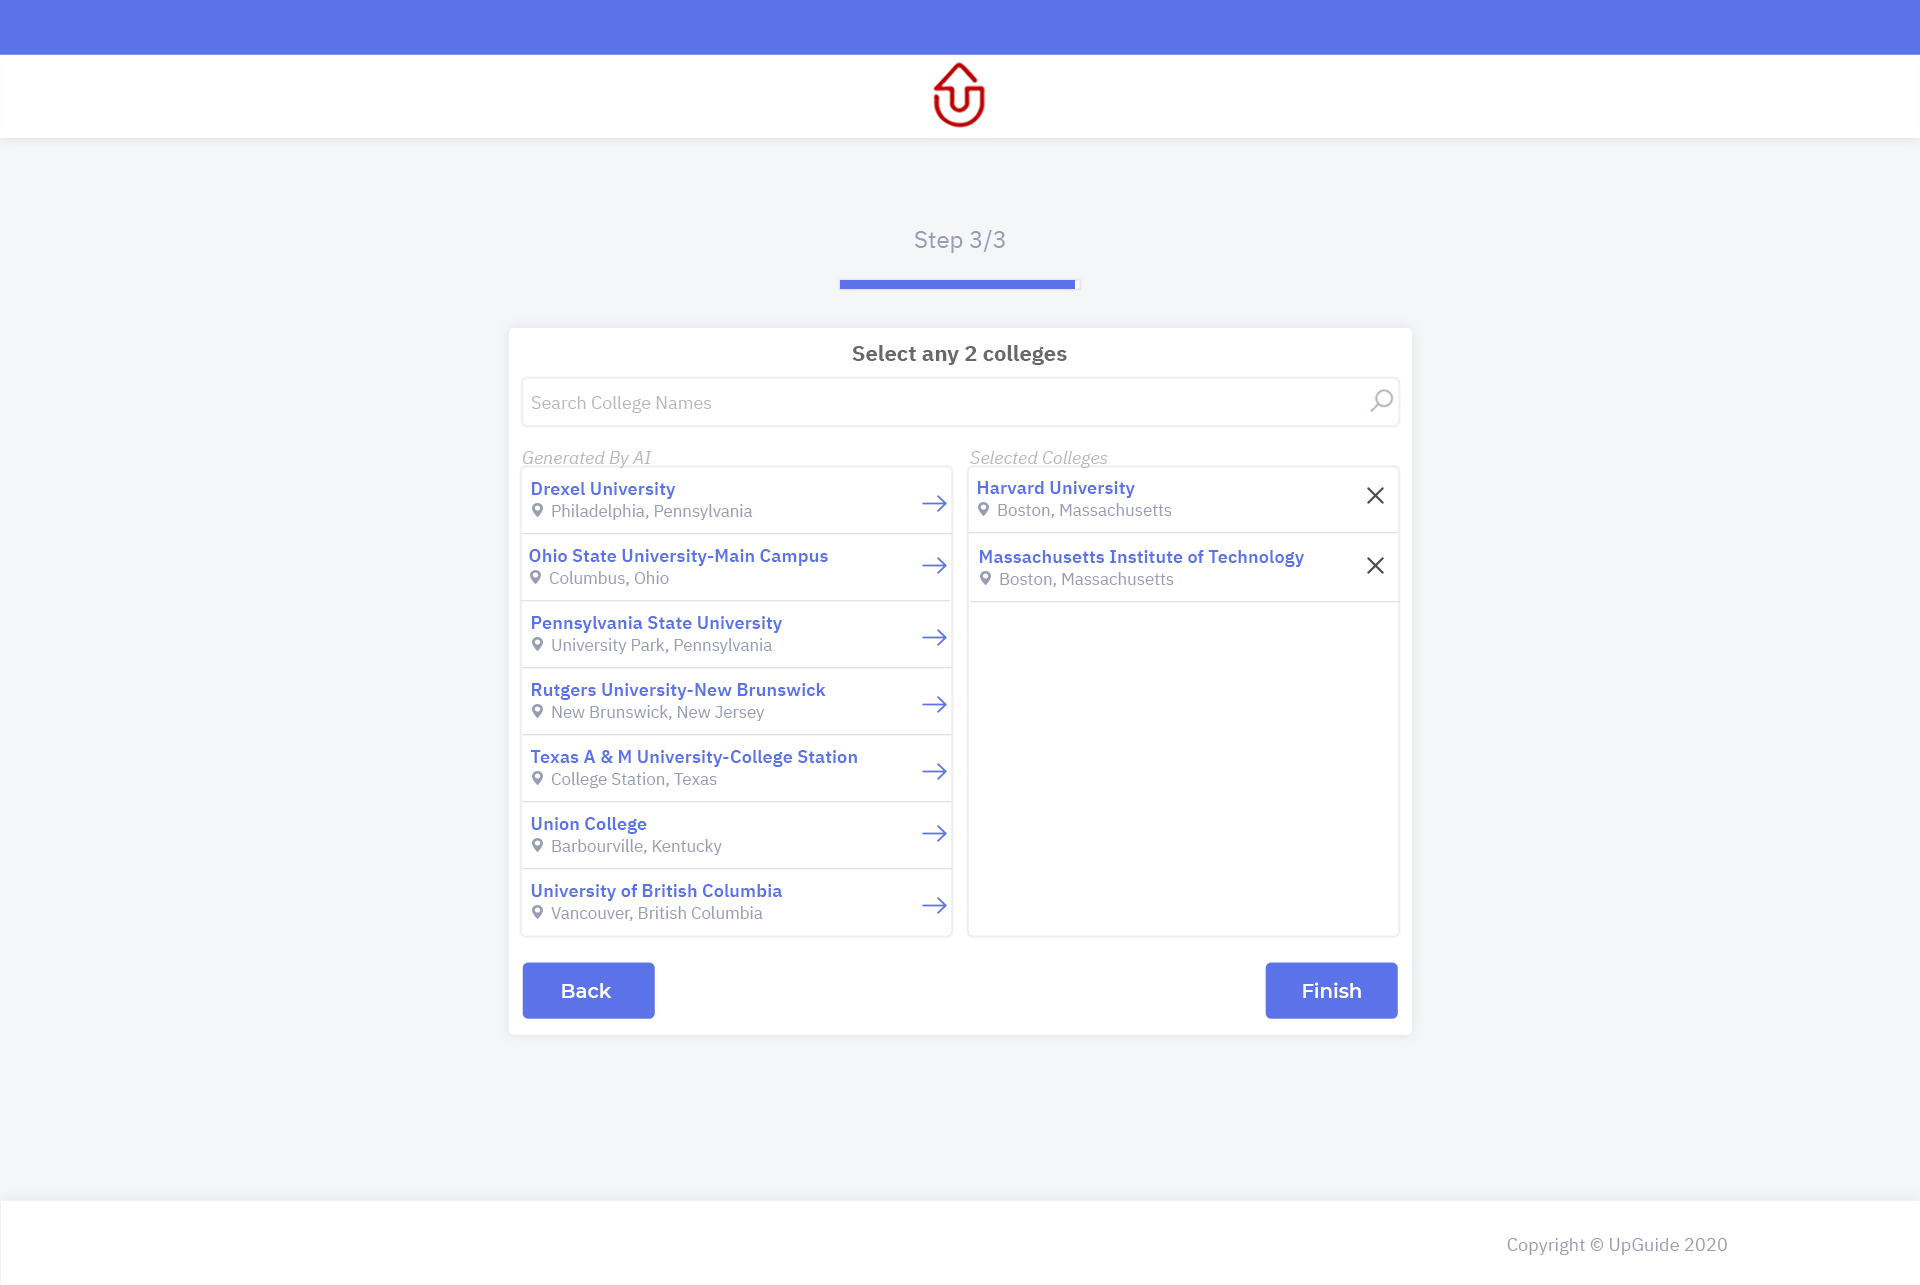 Step 3/3
Select any 2 colleges
Search College Names
Generated By AI
Drexel University
Philadelphia, Pennsylvania
Ohio State University-Main Campus
Columbus, Ohio
Pennsylvania State University
University Park, Pennsylvania
Rutgers University-New Brunswick
New Brunswick, New Jersey
Texas A & M University-College Station
College Station, Texas
Union College
Barbourville, Kentucky
University of British Columbia
Vancouver, British Columbia
Selected Colleges
Harvard University
Boston, Massachusetts
Massachusetts Institute of Technology
Boston, Massachusetts
Back
Finish
Copyright © UpGuide 2020